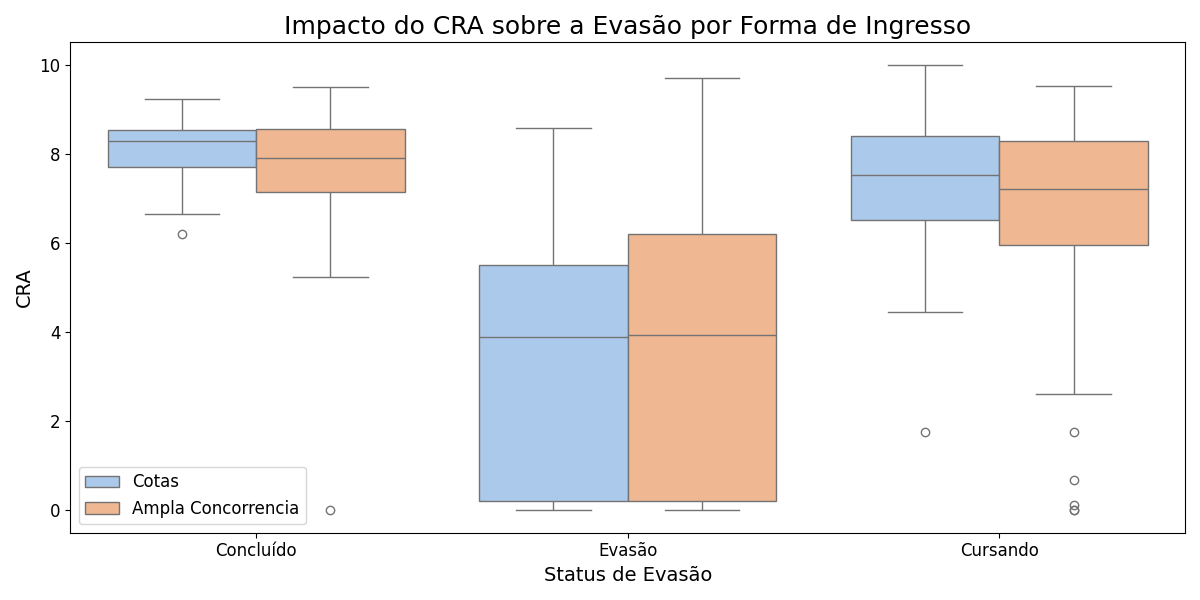 Impacto do CRA sobre a Evasão por Forma de Ingresso
CRA
10
8
6
4
2
0
Cotas
Ampla Concorrencia
Concluído
Evasão
Cursando
Status de Evasão